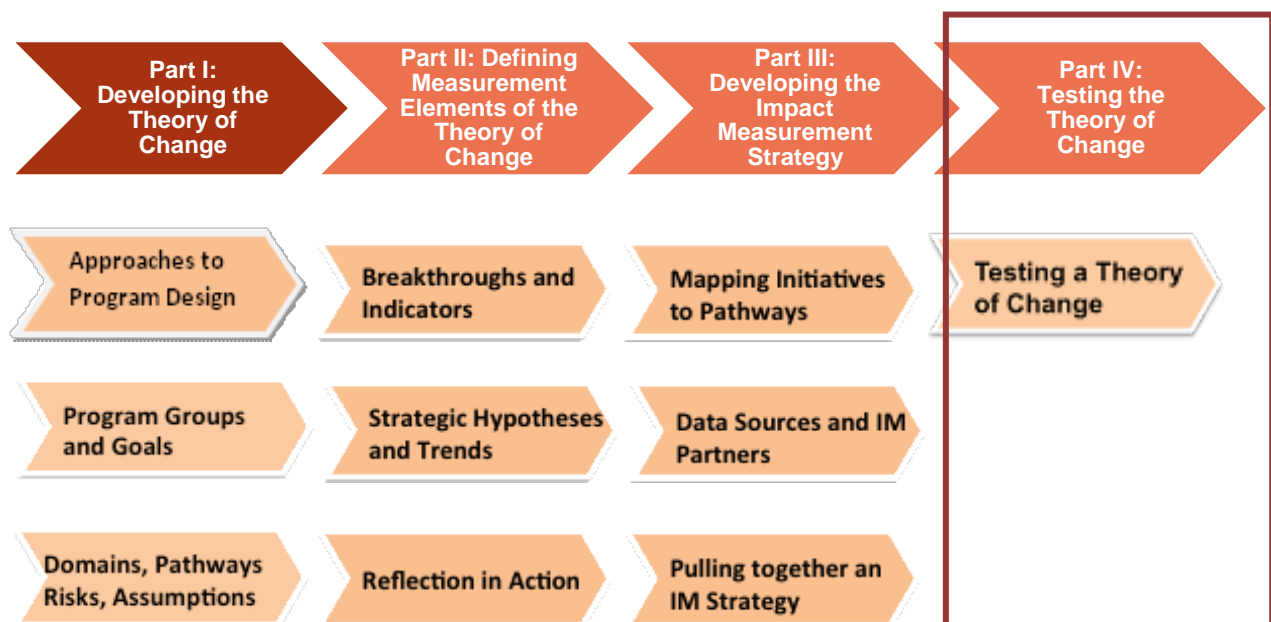 Part I:
Developing the
Theory of
Change
Part II: Defining
Measurement
Elements of the
Theory of
Change
Part III:
Developing the
Impact
Measurement
Strategy
Part IV:
Testing the
Theory of
Change
Approaches to
Program Design
Breakthroughs and
Indicators
Mapping Initiatives
to Pathways
Testing a Theory
of Change
Program Groups
and Goals
Strategic Hypotheses
and Trends
Data Sources and IM
Partners
Domains, Pathways
Risks, Assumptions
Reflection in Action
Pulling together an
IM Strategy